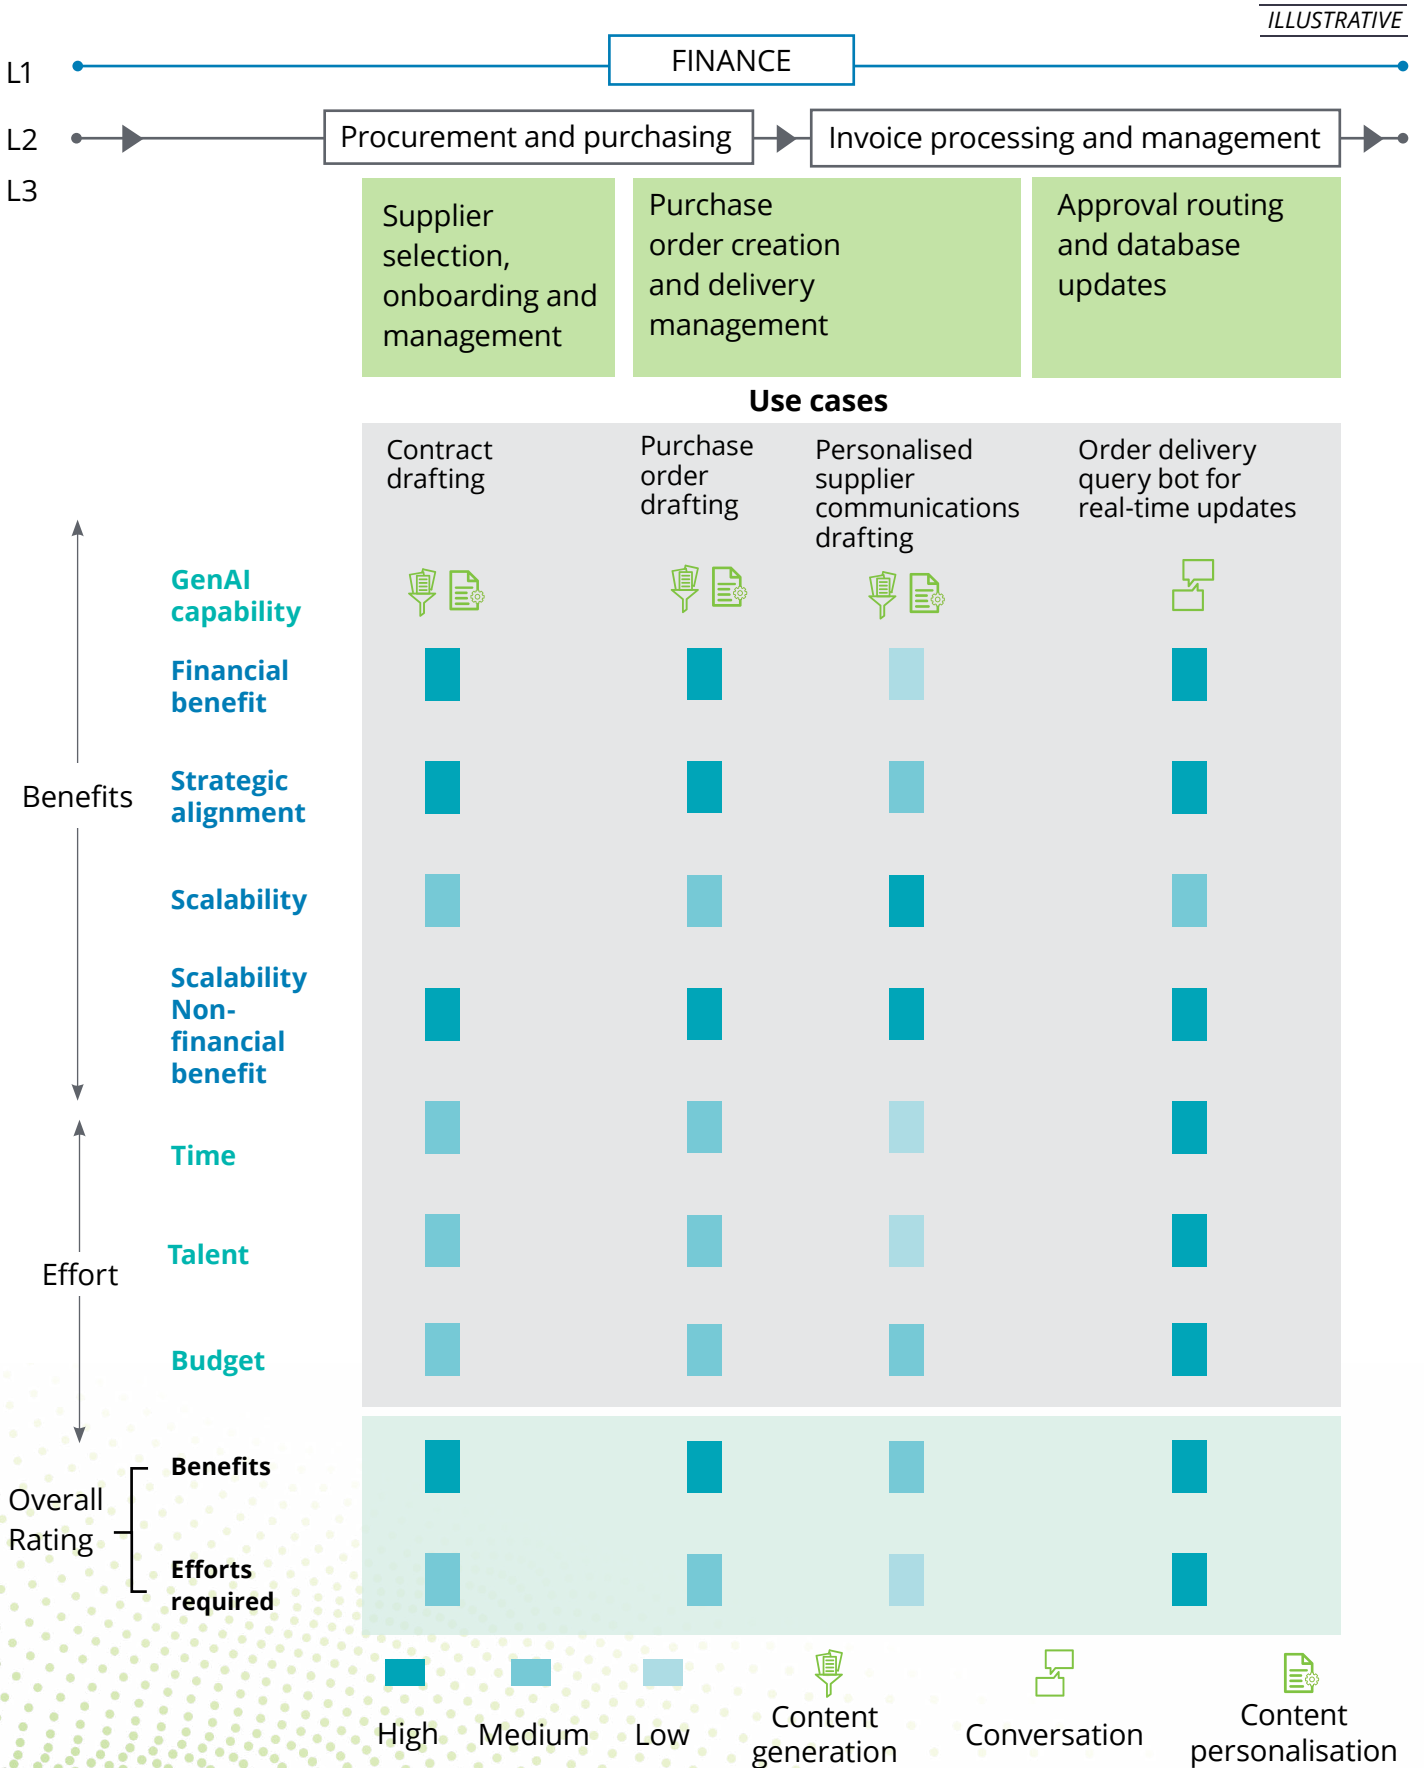 ILLUSTRATIVE
L1
FINANCE
L2
Procurement and purchasing
Invoice processing and management
L3
Supplier
selection,
onboarding and
management
Purchase
order creation
and delivery
management
Approval routing
and database
updates
Use cases
Contract
drafting
Purchase
order
drafting
Personalised
supplier
communications
drafting
Order delivery
query bot for
real-time updates
GenAI
capability
Financial
benefit
Benefits
Strategic
alignment
Scalability
Scalability
Non-
financial
benefit
Time
Effort
Talent
Budget
Overall
Rating
Benefits
Efforts
required
High
Medium
Low
Content
generation
Conversation
Content
personalisation